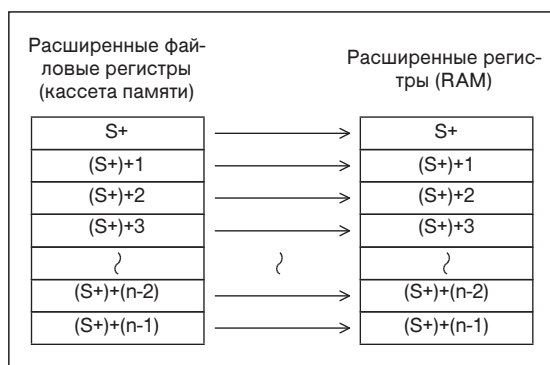 Расширенные фай-
ловые регистры
(кассета памяти)
Расширенные регис-
тры (RAM)
S+ S+
(S+)+1 (S+)+1
(S+)+2 (S+)+2
(S+)+3 (S+)+3
(S+)+(n-2) (S+)+(n-2)
(S+)+(n-1) (S+)+(n-1)